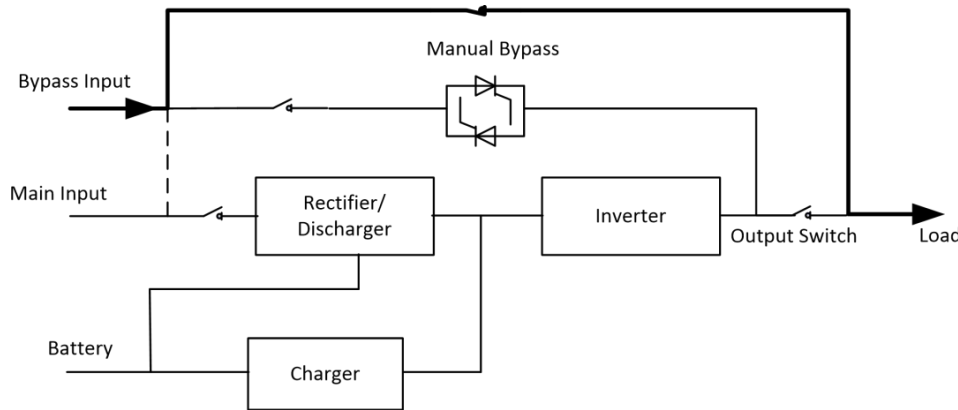 Manual Bypass
Bypass Input
Main Input
Rectifier/
Discharger
Inverter
Output Switch
Load
Battery
Charger